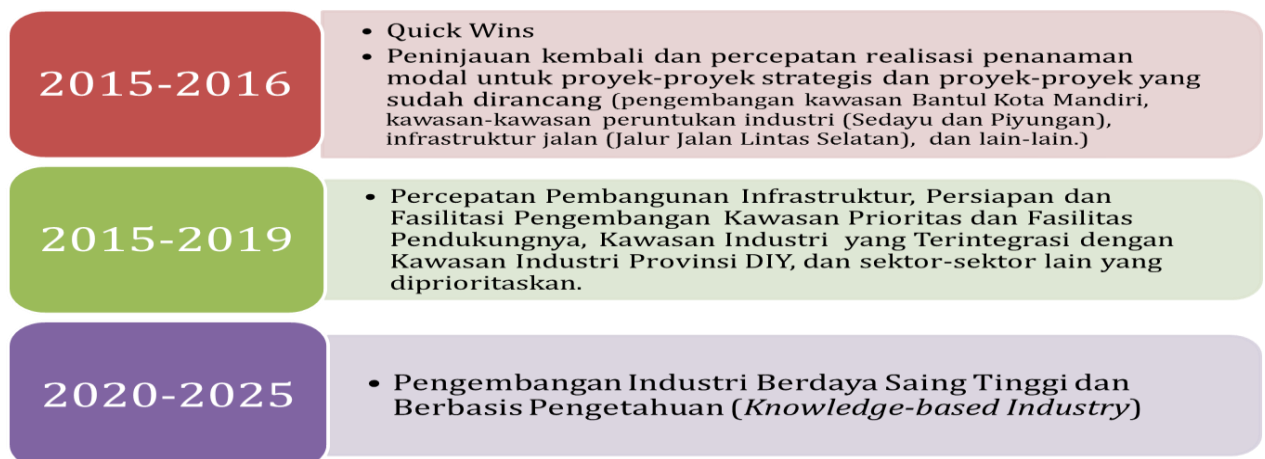 2015-2016
• Quick Wins
• Peninjauan kembali dan percepatan realisasi penanaman
modal untuk proyek-proyek strategis dan proyek-proyek yang
sudah dirancang (pengembangan kawasan Bantul Kota Mandiri,
kawasan-kawasan peruntukan industri (Sedayu dan Piyungan),
infrastruktur jalan (Jalur Jalan Lintas Selatan), dan lain-lain.)
2015-2019
• Percepatan Pembangunan Infrastruktur, Persiapan dan
Fasilitasi Pengembangan Kawasan Prioritas dan Fasilitas
Pendukungnya, Kawasan Industri yang Terintegrasi dengan
Kawasan Industri Provinsi DIY, dan sektor-sektor lain yang
diprioritaskan.
2020-2025
• Pengembangan Industri Berdaya Saing Tinggi dan
Berbasis Pengetahuan (Knowledge-based Industry)